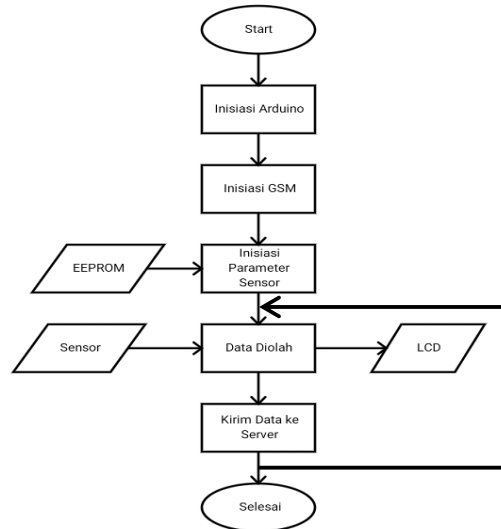 Start
Inisiasi Arduino
Inisiasi GSM
EEPROM
Inisiasi
Parameter
Sensor
Sensor
Data Diolah
LCD
Kirim Data ke
Server
Selesai